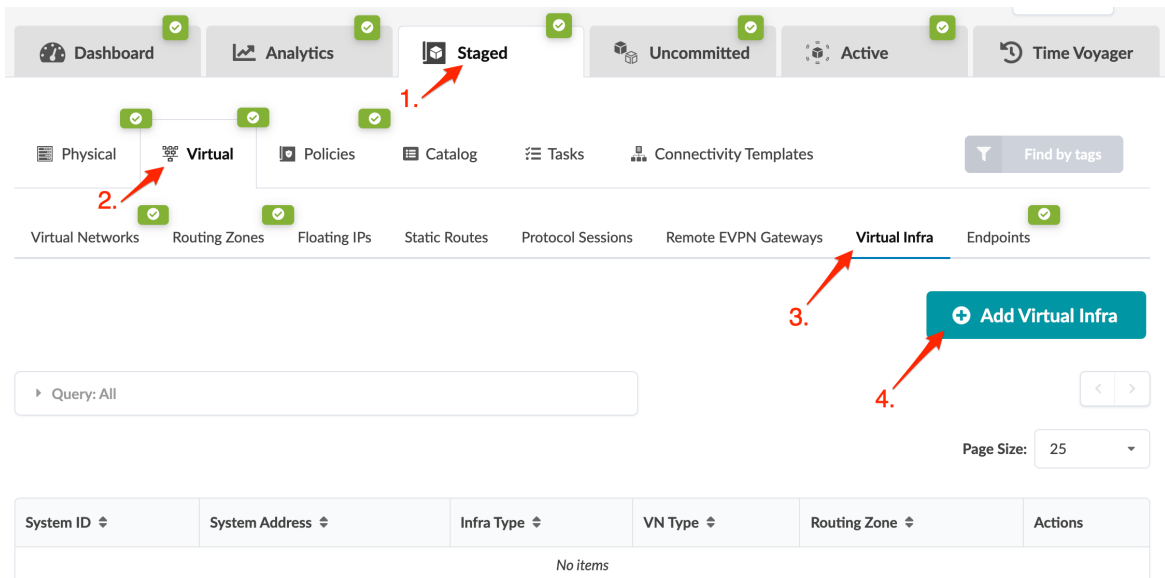 Dashboard Analytics Staged Uncommitted Active Time Voyager
1.
Physical Virtual Policies Catalog Tasks Connectivity Templates Find by tags
2.
Virtual Networks Routing Zones Floating IPs Static Routes Protocol Sessions Remote EVPN Gateways Virtual Infra Endpoints
3.
Add Virtual Infra
4.
Query: All
Page Size: 25
System ID System Address Infra Type VN Type Routing Zone Actions
No items